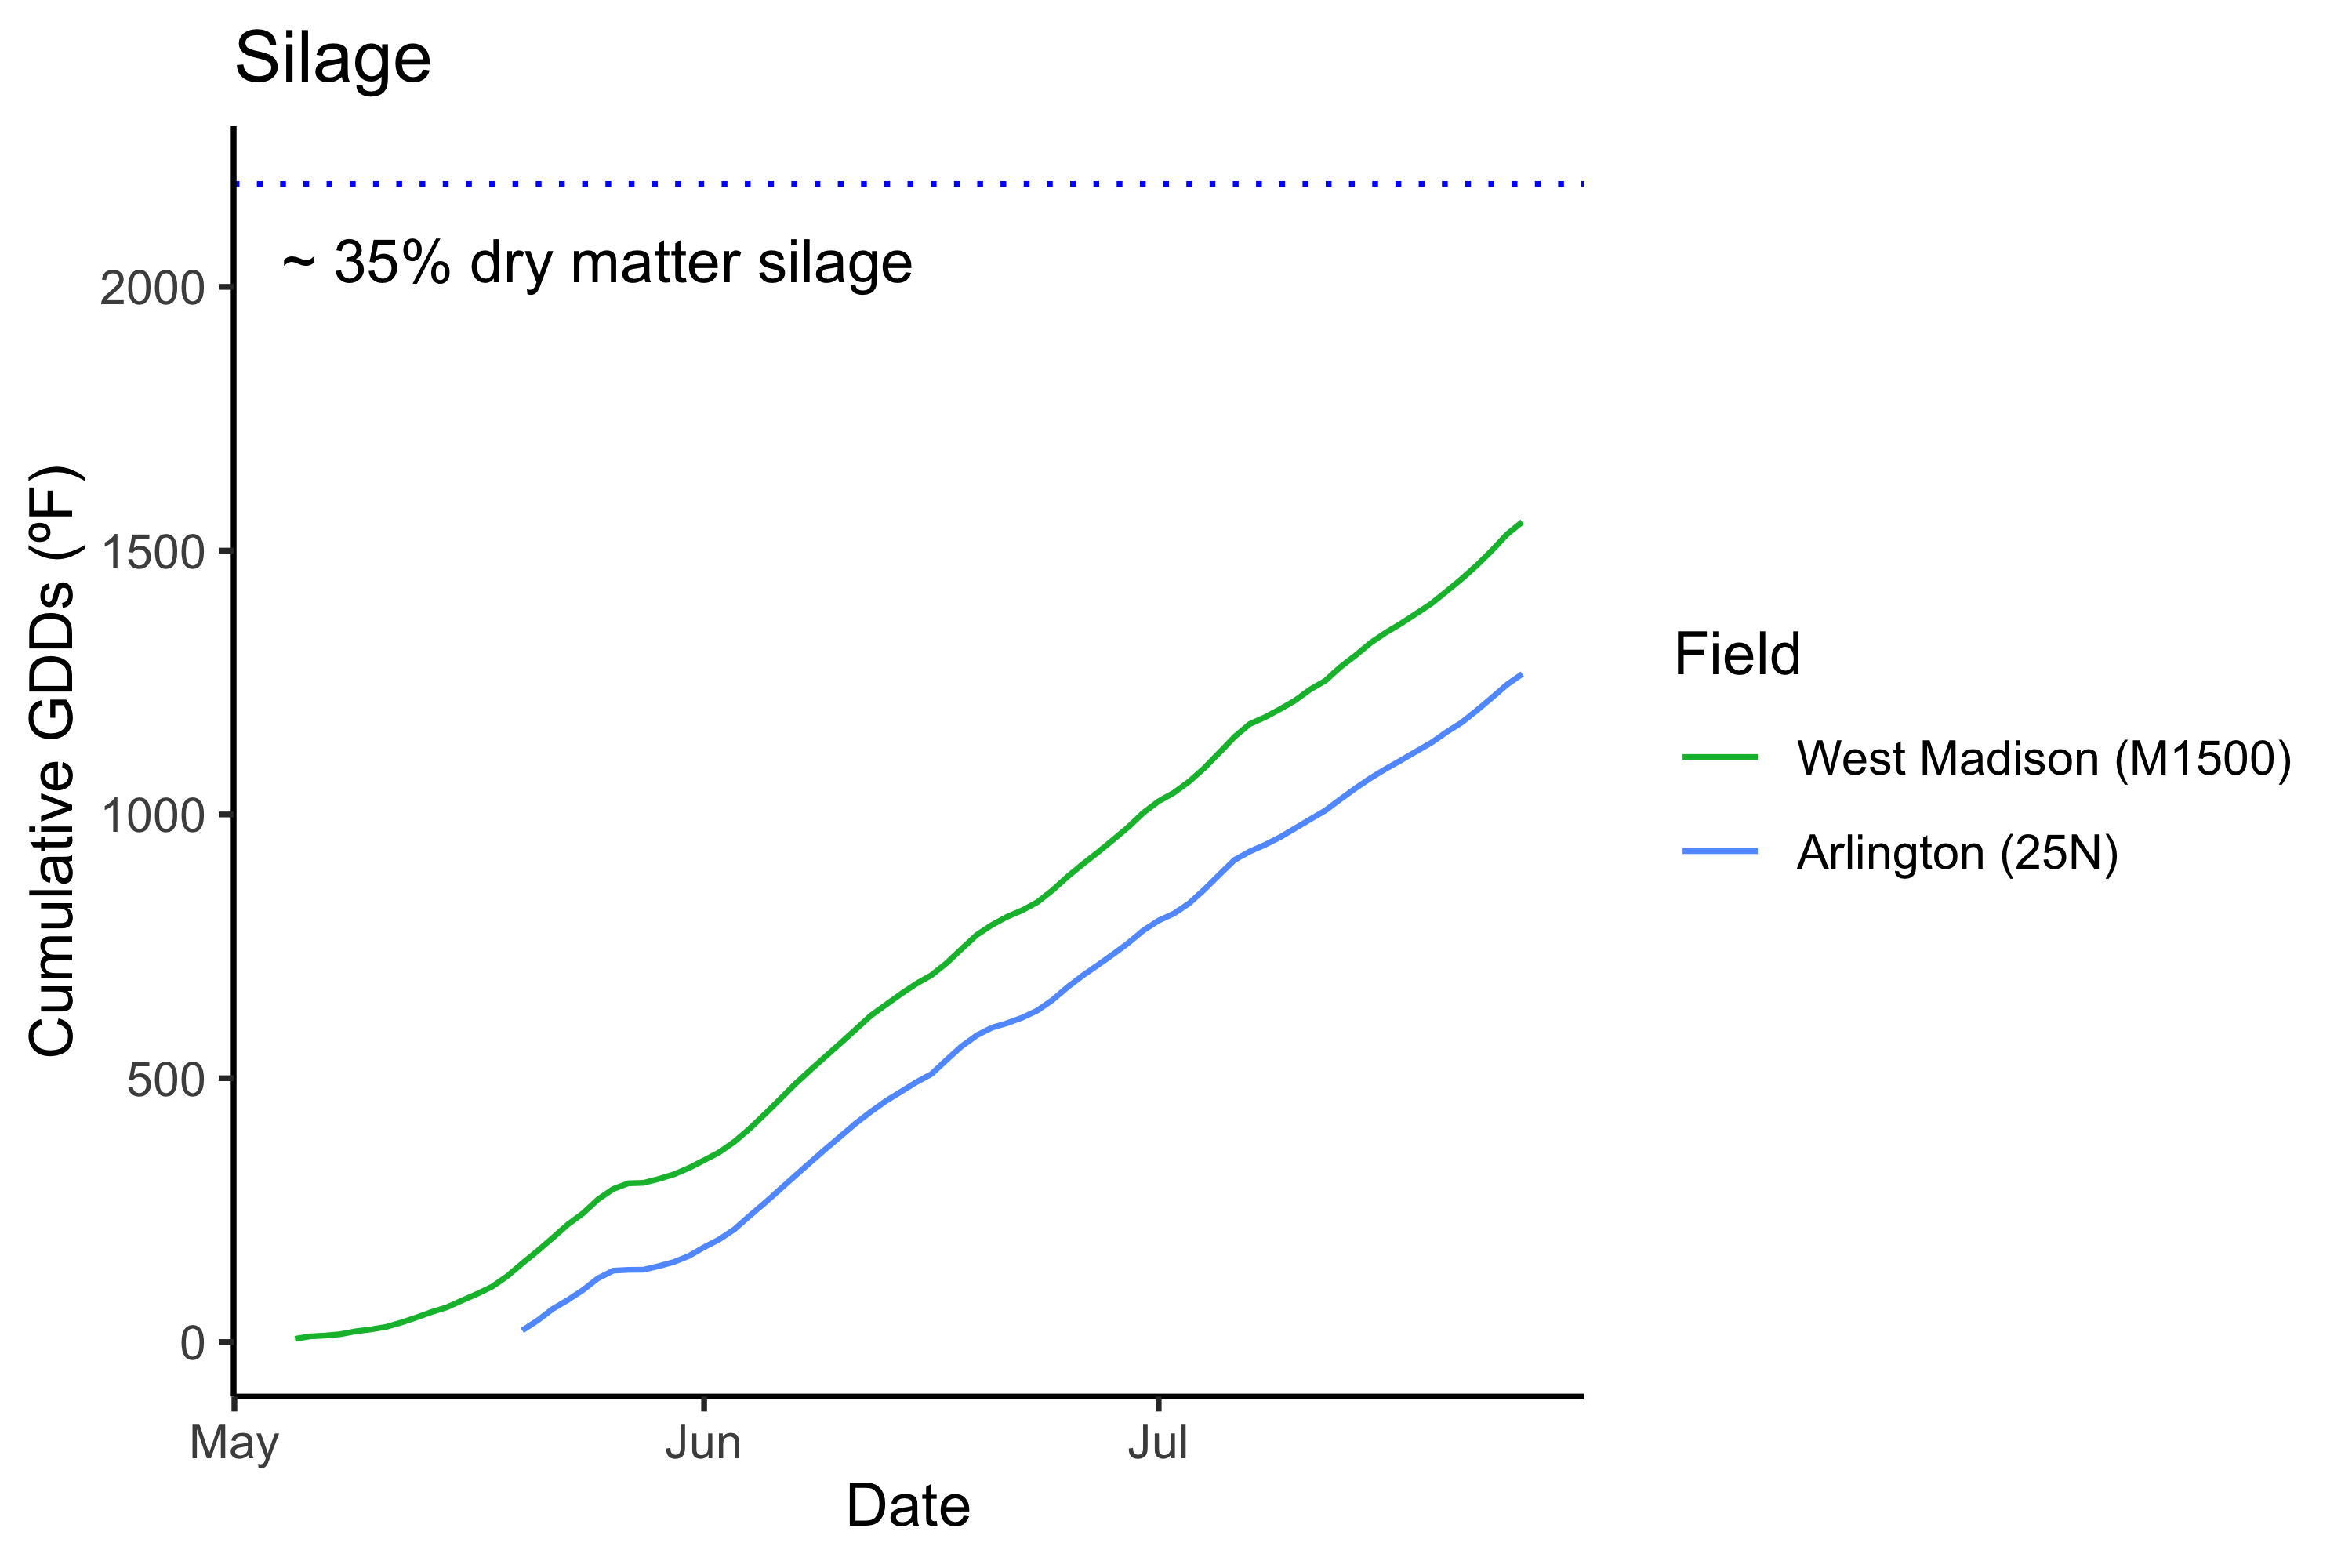 Silage
~ 35% dry matter silage
Cumulative GDDs (ºF)
2000
1500
1000
500
0
May
Jun
Jul
Date
Field
West Madison (M1500)
Arlington (25N)